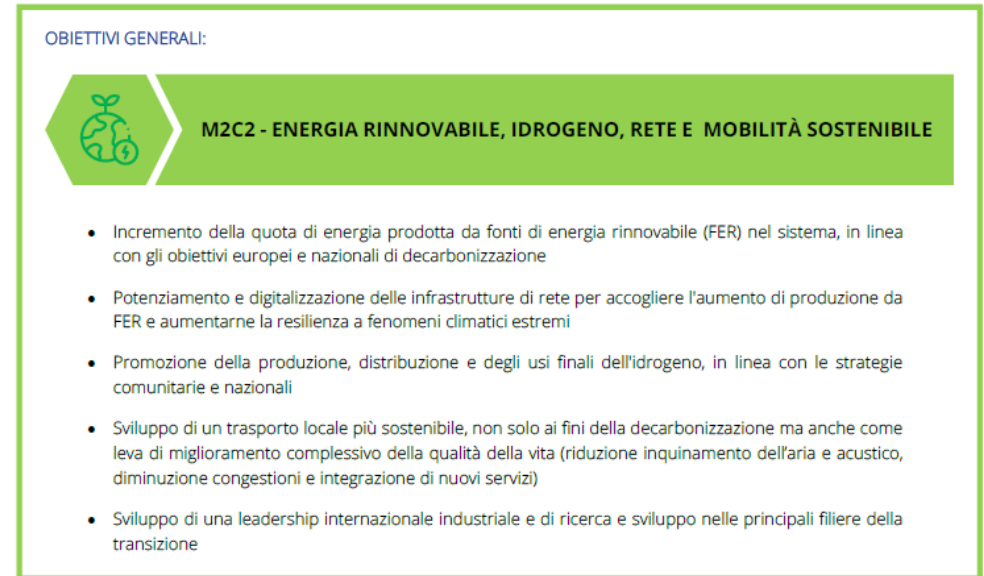 OBIETTIVI GENERALI:
M2C2 - ENERGIA RINNOVABILE, IDROGENO, RETE E MOBILITÀ SOSTENIBILE
• Incremento della quota di energia prodotta da fonti di energia rinnovabile (FER) nel sistema, in linea
con gli obiettivi europei e nazionali di decarbonizzazione
• Potenziamento e digitalizzazione delle infrastrutture di rete per accogliere l'aumento di produzione da
FER e aumentarne la resilienza a fenomeni climatici estremi
• Promozione della produzione, distribuzione e degli usi finali dell'idrogeno, in linea con le strategie
comunitarie e nazionali
• Sviluppo di un trasporto locale più sostenibile, non solo ai fini della decarbonizzazione ma anche come
leva di miglioramento complessivo della qualità della vita (riduzione inquinamento dell'aria e acustico,
diminuzione congestioni e integrazione di nuovi servizi)
• Sviluppo di una leadership internazionale industriale e di ricerca e sviluppo nelle principali filiere della
transizione